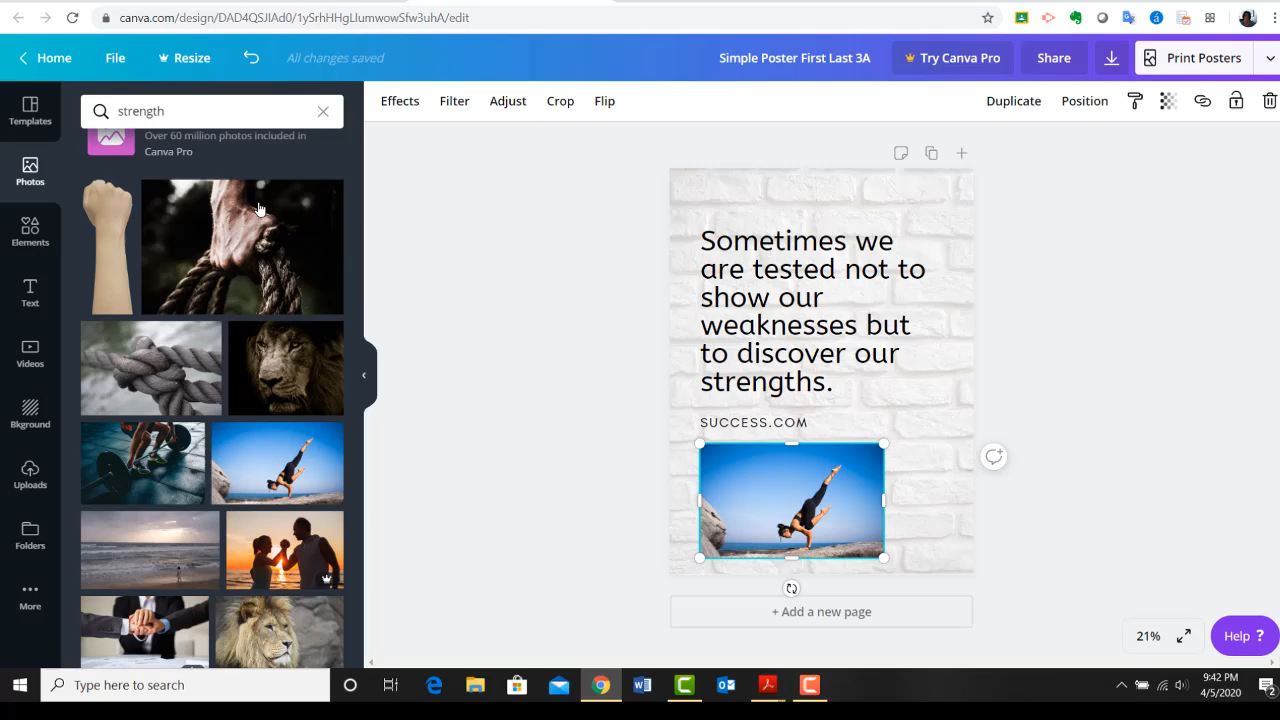 canva.com/design/DAD4QSJIAd0/1ySrhHHgLlumwowSfw3uhA/edit
Home File Resize All changes saved Simple Poster First Last 3A Try Canva Pro Share Print Posters
strength
Effects Filter Adjust Crop Flip Duplicate Position
Templates
Over 60 million photos included in
Canva Pro
Photos
Elements
Text
Videos
Bkground
Uploads
Folders
More
Sometimes we
are tested not to
show our
weaknesses but
to discover our
strengths.
SUCCESS.COM
+ Add a new page
21%
Help ?
Type here to search
9:42 PM
4/5/2020
2